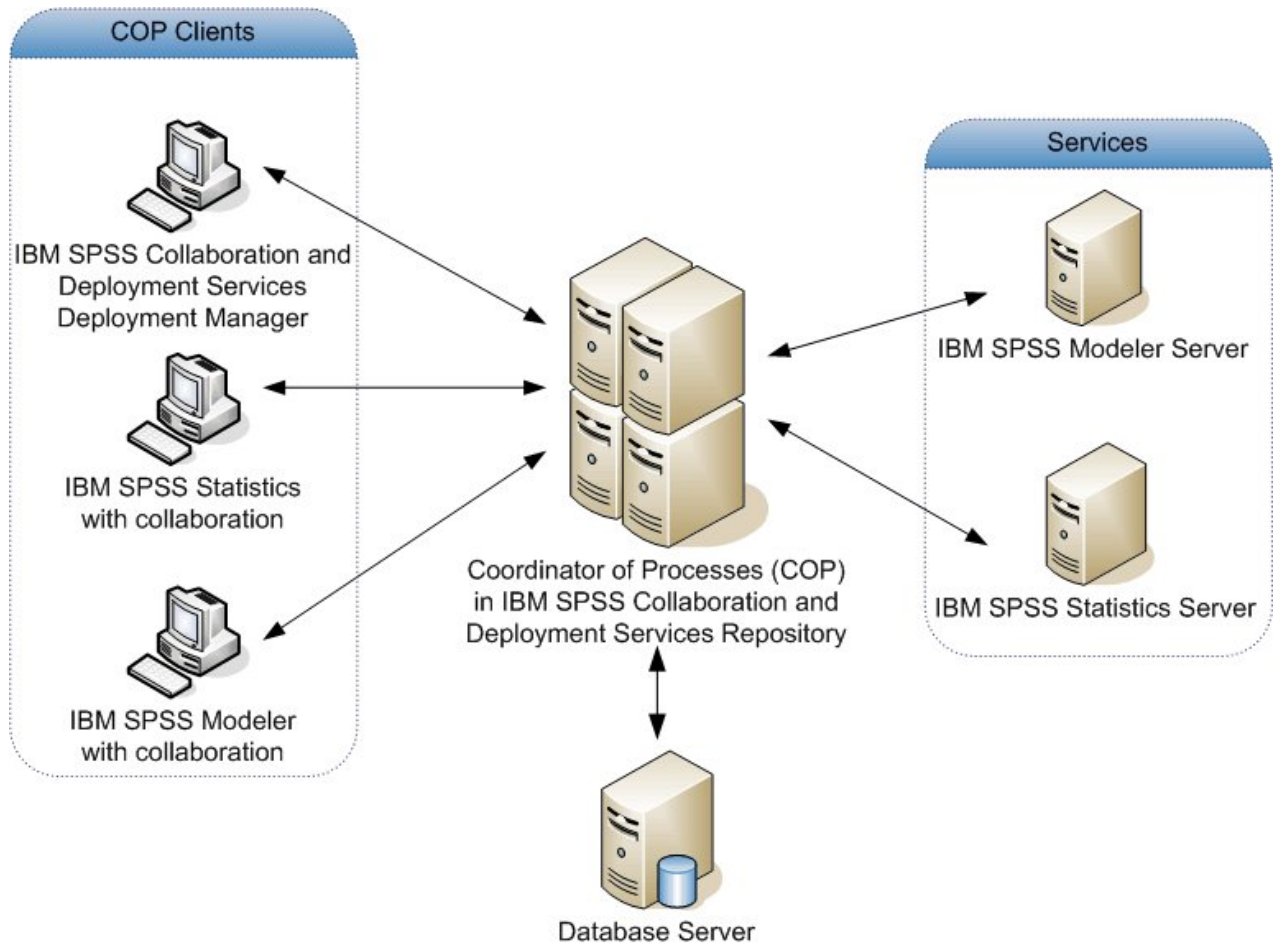 COP Clients
IBM SPSS Collaboration and
Deployment Services
Deployment Manager
IBM SPSS Statistics
with collaboration
IBM SPSS Modeler
with collaboration
Coordinator of Processes (COP)
in IBM SPSS Collaboration and
Deployment Services Repository
Database Server
Services
IBM SPSS Modeler Server
IBM SPSS Statistics Server